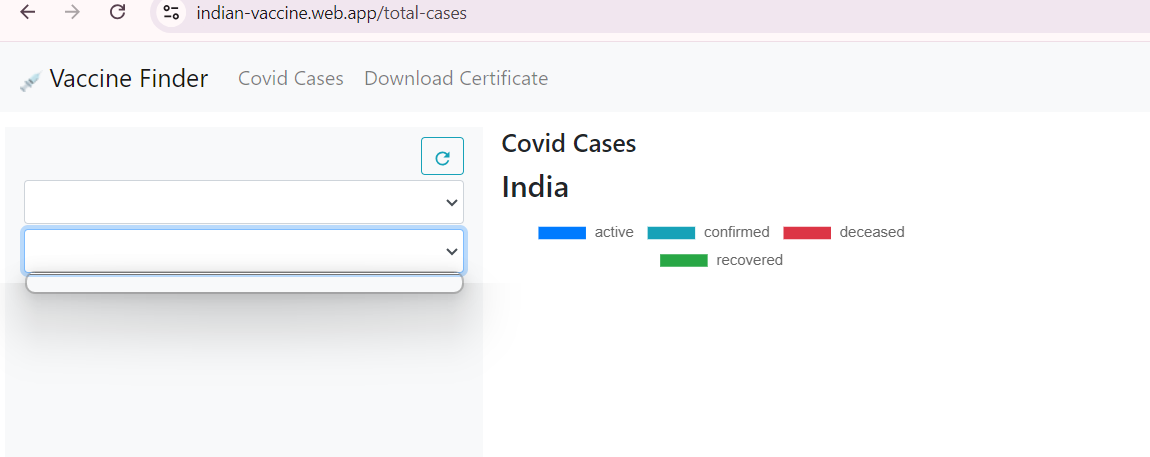 indian-vaccine.web.app/total-cases
Vaccine Finder Covid Cases Download Certificate
Covid Cases
India
active confirmed deceased
recovered